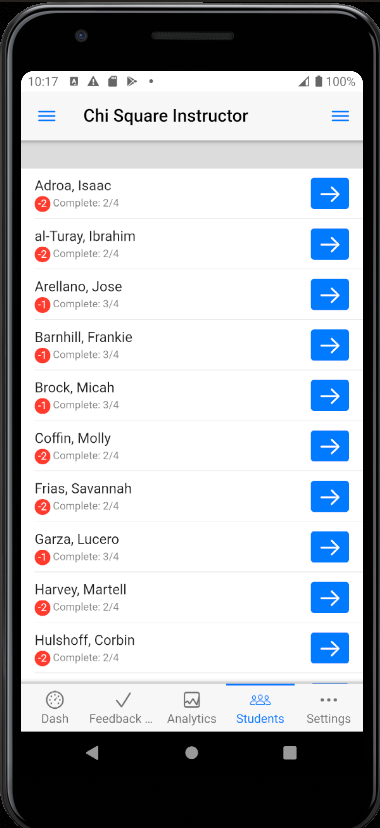 10:17 100%
Chi Square Instructor
Adroa, Isaac
-2 Complete: 2/4
al-Turay, Ibrahim
-2 Complete: 2/4
Arellano, Jose
-1 Complete: 3/4
Barnhill, Frankie
-1 Complete: 3/4
Brock, Micah
-1 Complete: 3/4
Coffin, Molly
-2 Complete: 2/4
Frias, Savannah
-2 Complete: 2/4
Garza, Lucero
-1 Complete: 3/4
Harvey, Martell
-2 Complete: 2/4
Hulshoff, Corbin
-2 Complete: 2/4
Dash Feedback ... Analytics Students Settings